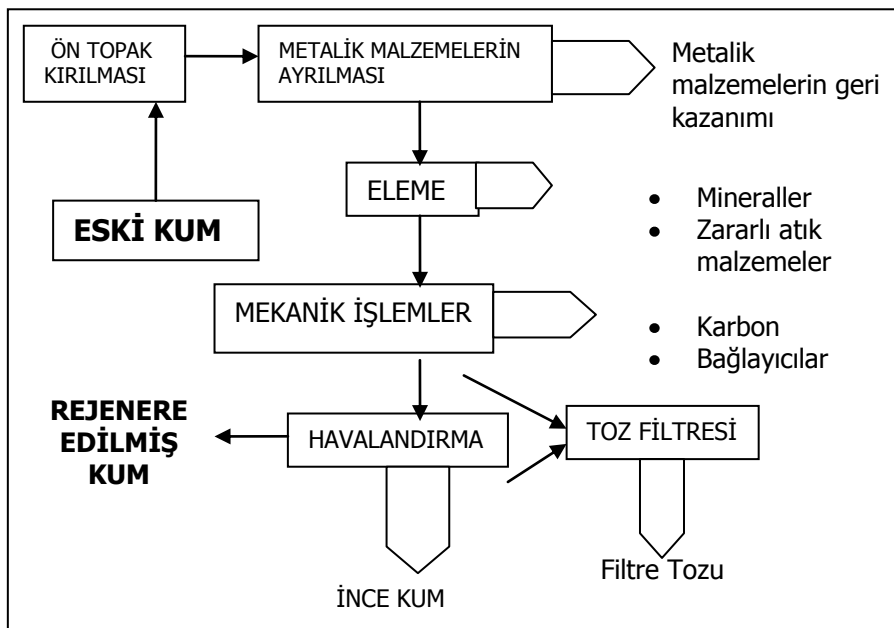 ÖN TOPAK
KIRILMASI
METALİK MALZEMELERİN
AYRILMASI
Metalik
malzemelerin geri
kazanımı
ESKİ KUM
ELEME
• Mineraller
• Zararlı atık
malzemeler
MEKANİK İŞLEMLER
• Karbon
• Bağlayıcılar
REJENERE
EDİLMİŞ
KUM
HAVALANDIRMA
TOZ FİLTRESİ
İNCE KUM
Filtre Tozu